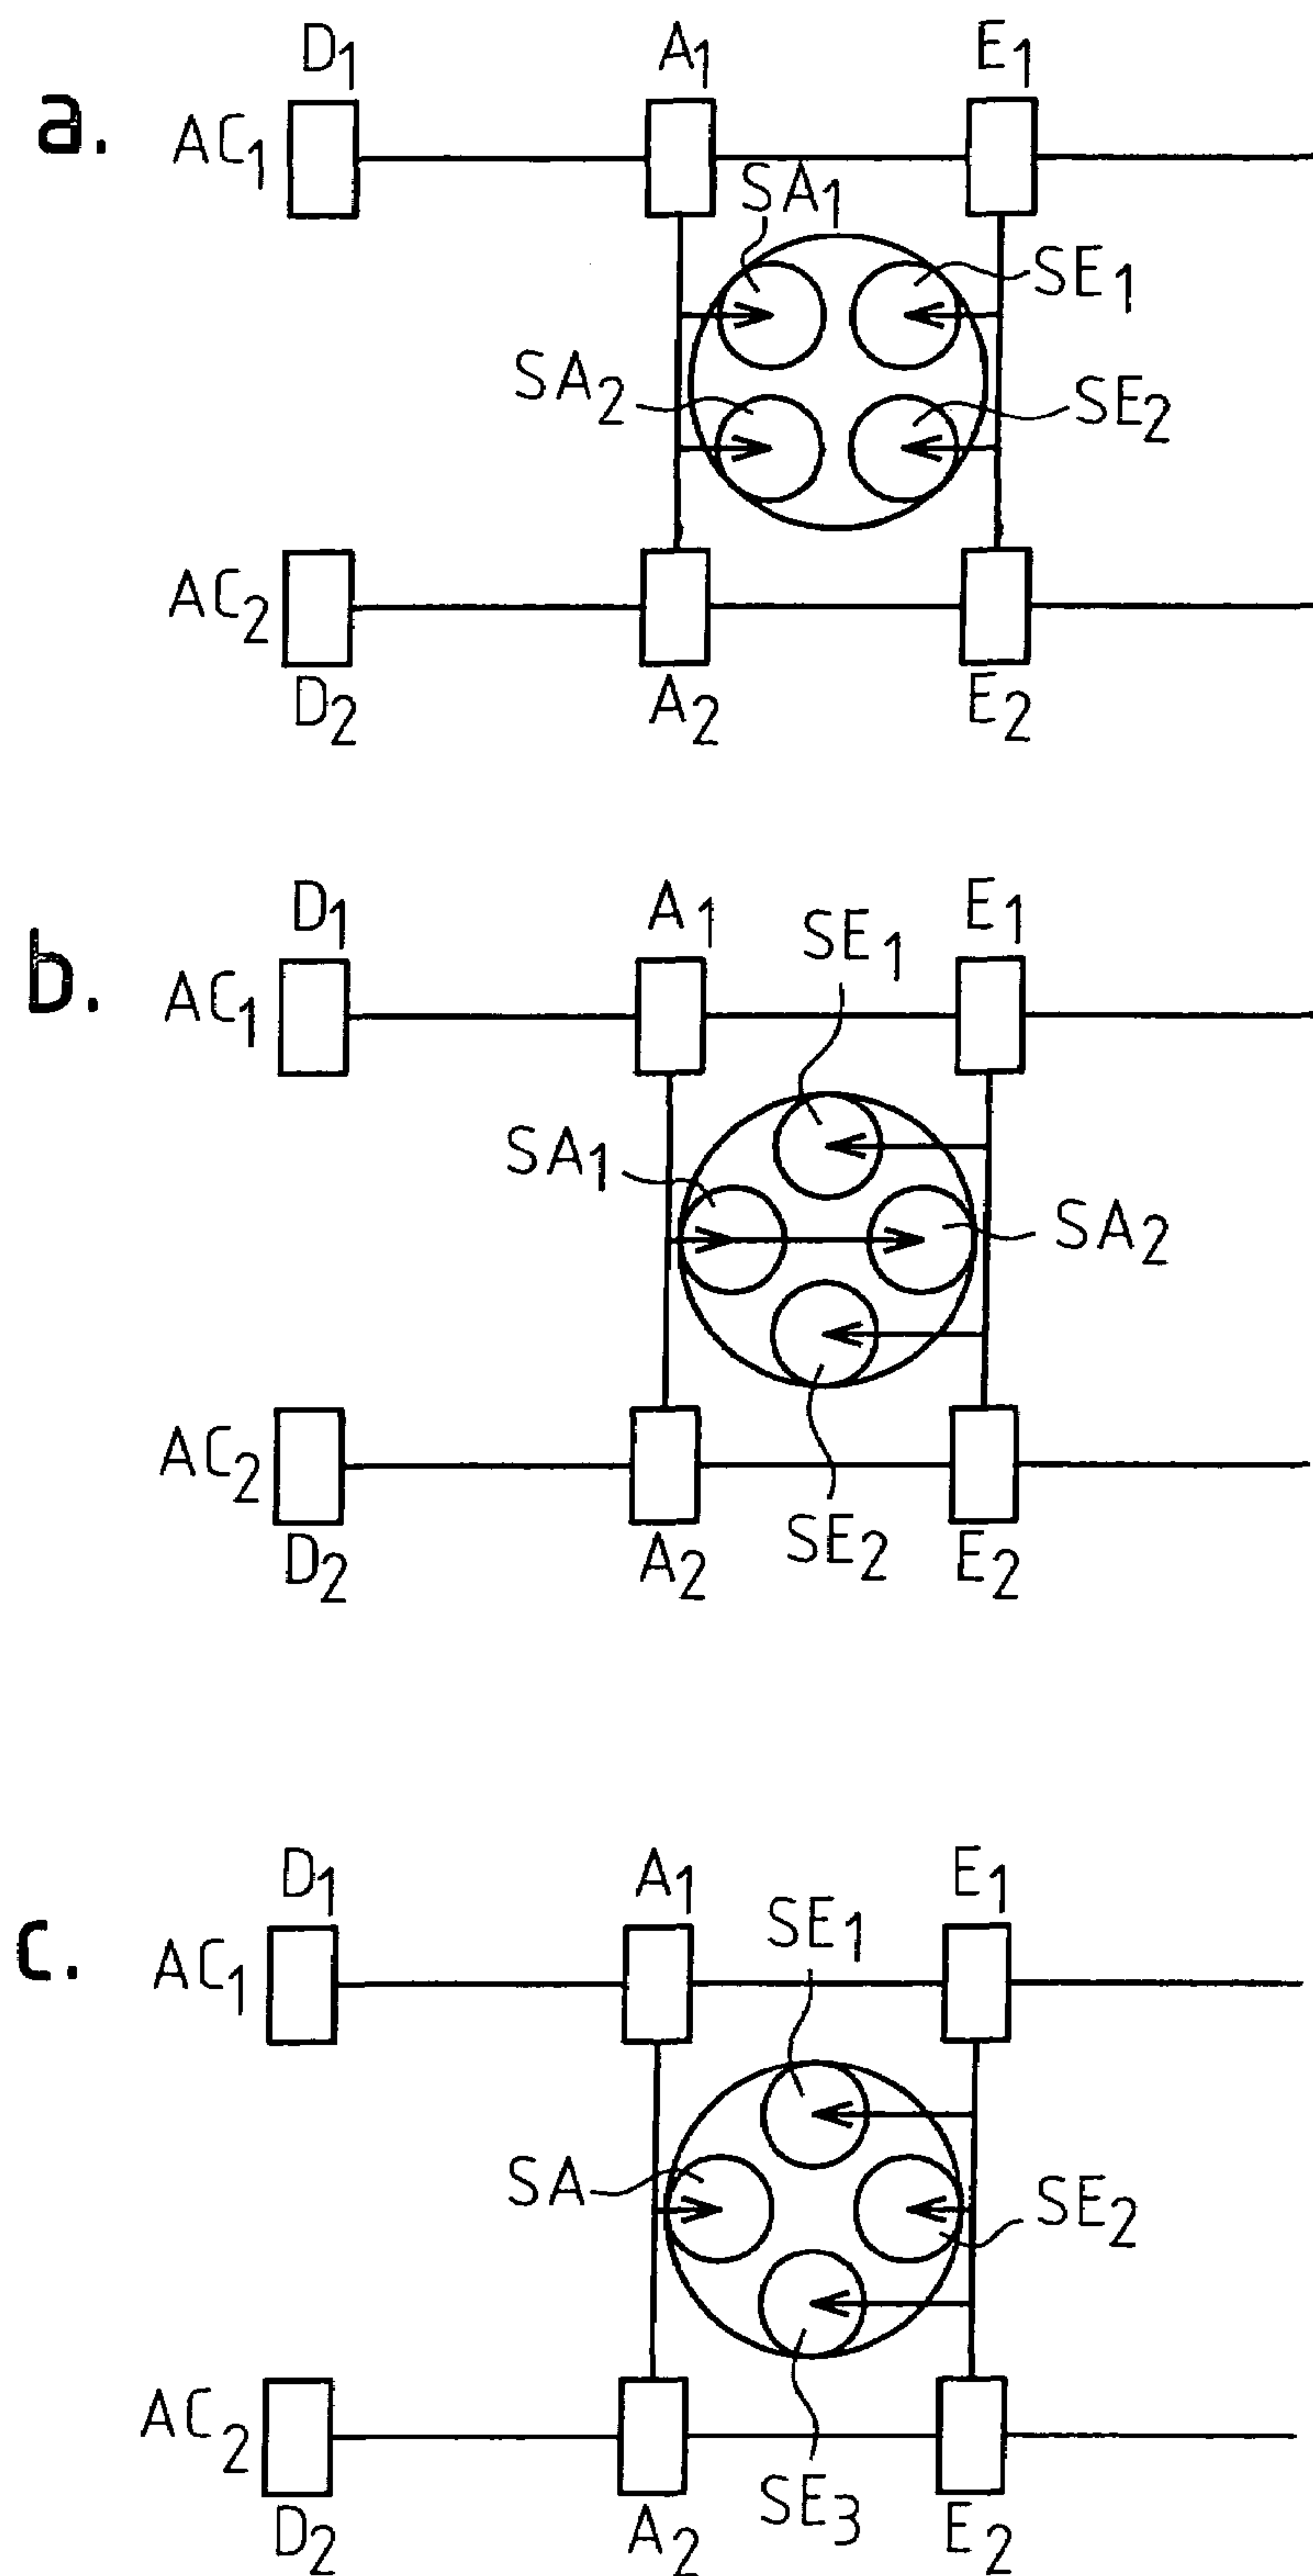 D1 A1 E1
a. AC1
SA1
SE1
SA2 SE2
AC2
D2 A2 E2
D1 A1 E1
SE1
b. AC1
SA1
SA2
AC2
SE2
D2 A2 E2
D1 A1 E1
SE1
c. AC1
SA SE2
AC2
SE3
D2 A2 E2